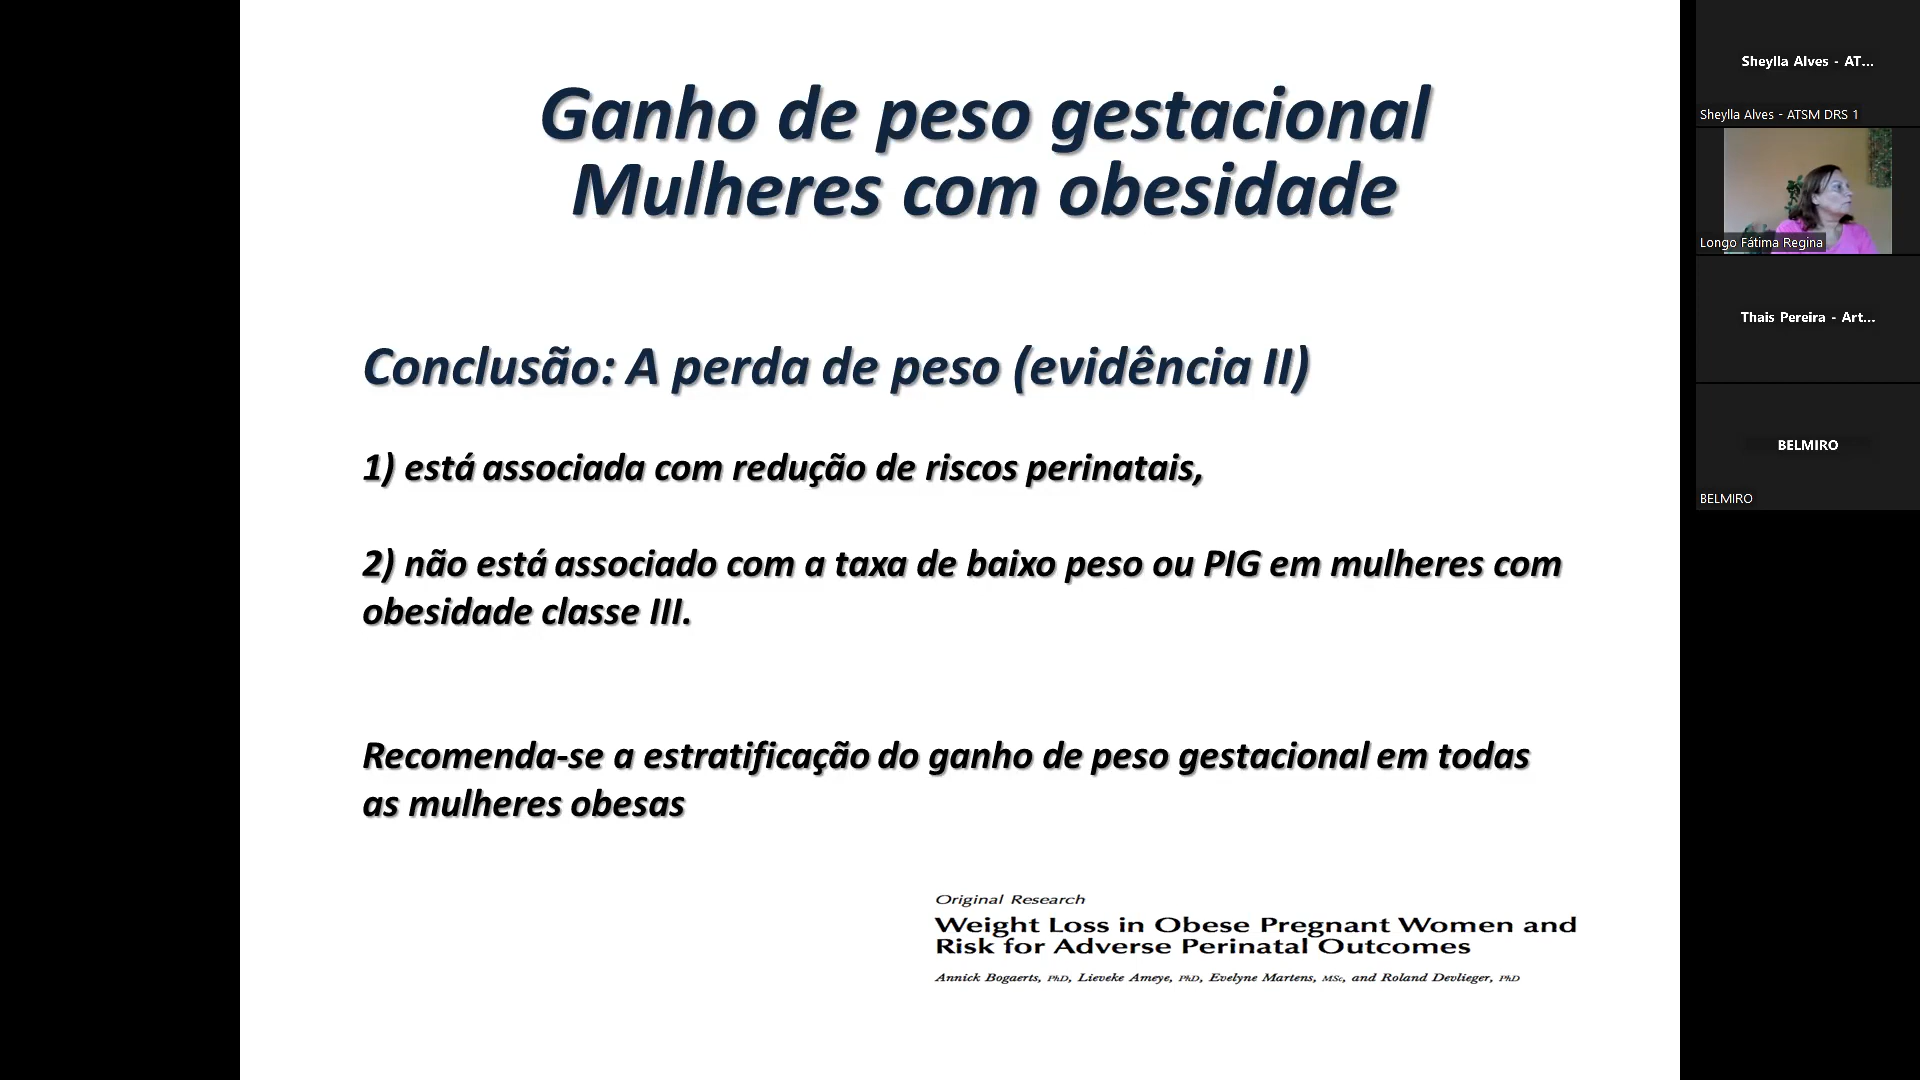 Ganho de peso gestacional
Mulheres com obesidade
Conclusão: A perda de peso (evidência II)
1) está associada com redução de riscos perinatais,
2) não está associado com a taxa de baixo peso ou PIG em mulheres com
obesidade classe III.
Recomenda-se a estratificação do ganho de peso gestacional em todas
as mulheres obesas
Original Research
Weight Loss in Obese Pregnant Women and
Risk for Adverse Perinatal Outcomes
Annick Bogaerts, PhD, Lieveke Ameye, PhD, Evelyne Martens, MSc, and Roland Devlieger, PhD
Sheylla Alves - AT...
Sheylla Alves - ATSM DRS 1
Longo Fátima Regina
Thais Pereira - Art...
BELMIRO
BELMIRO